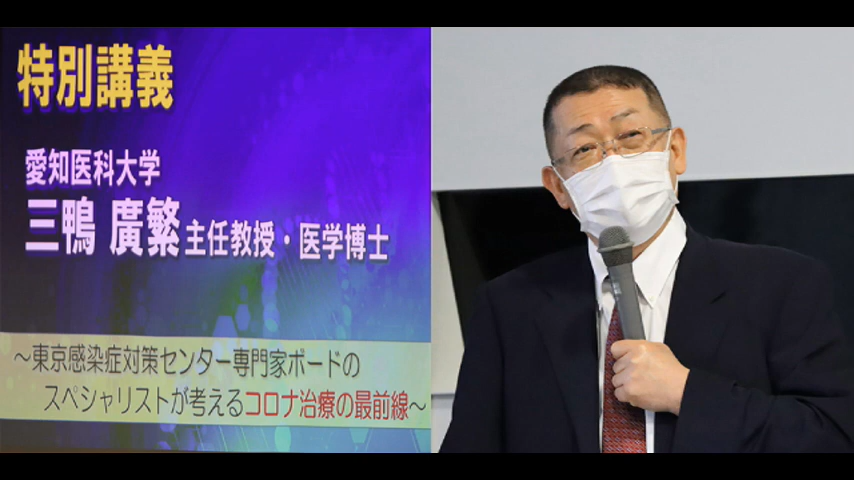 特別講義
愛知医科大学
三鴨 廣繁 主任教授・医学博士
～東京感染症対策センター専門家ボードの
スペシャリストが考えるコロナ治療の最前線～